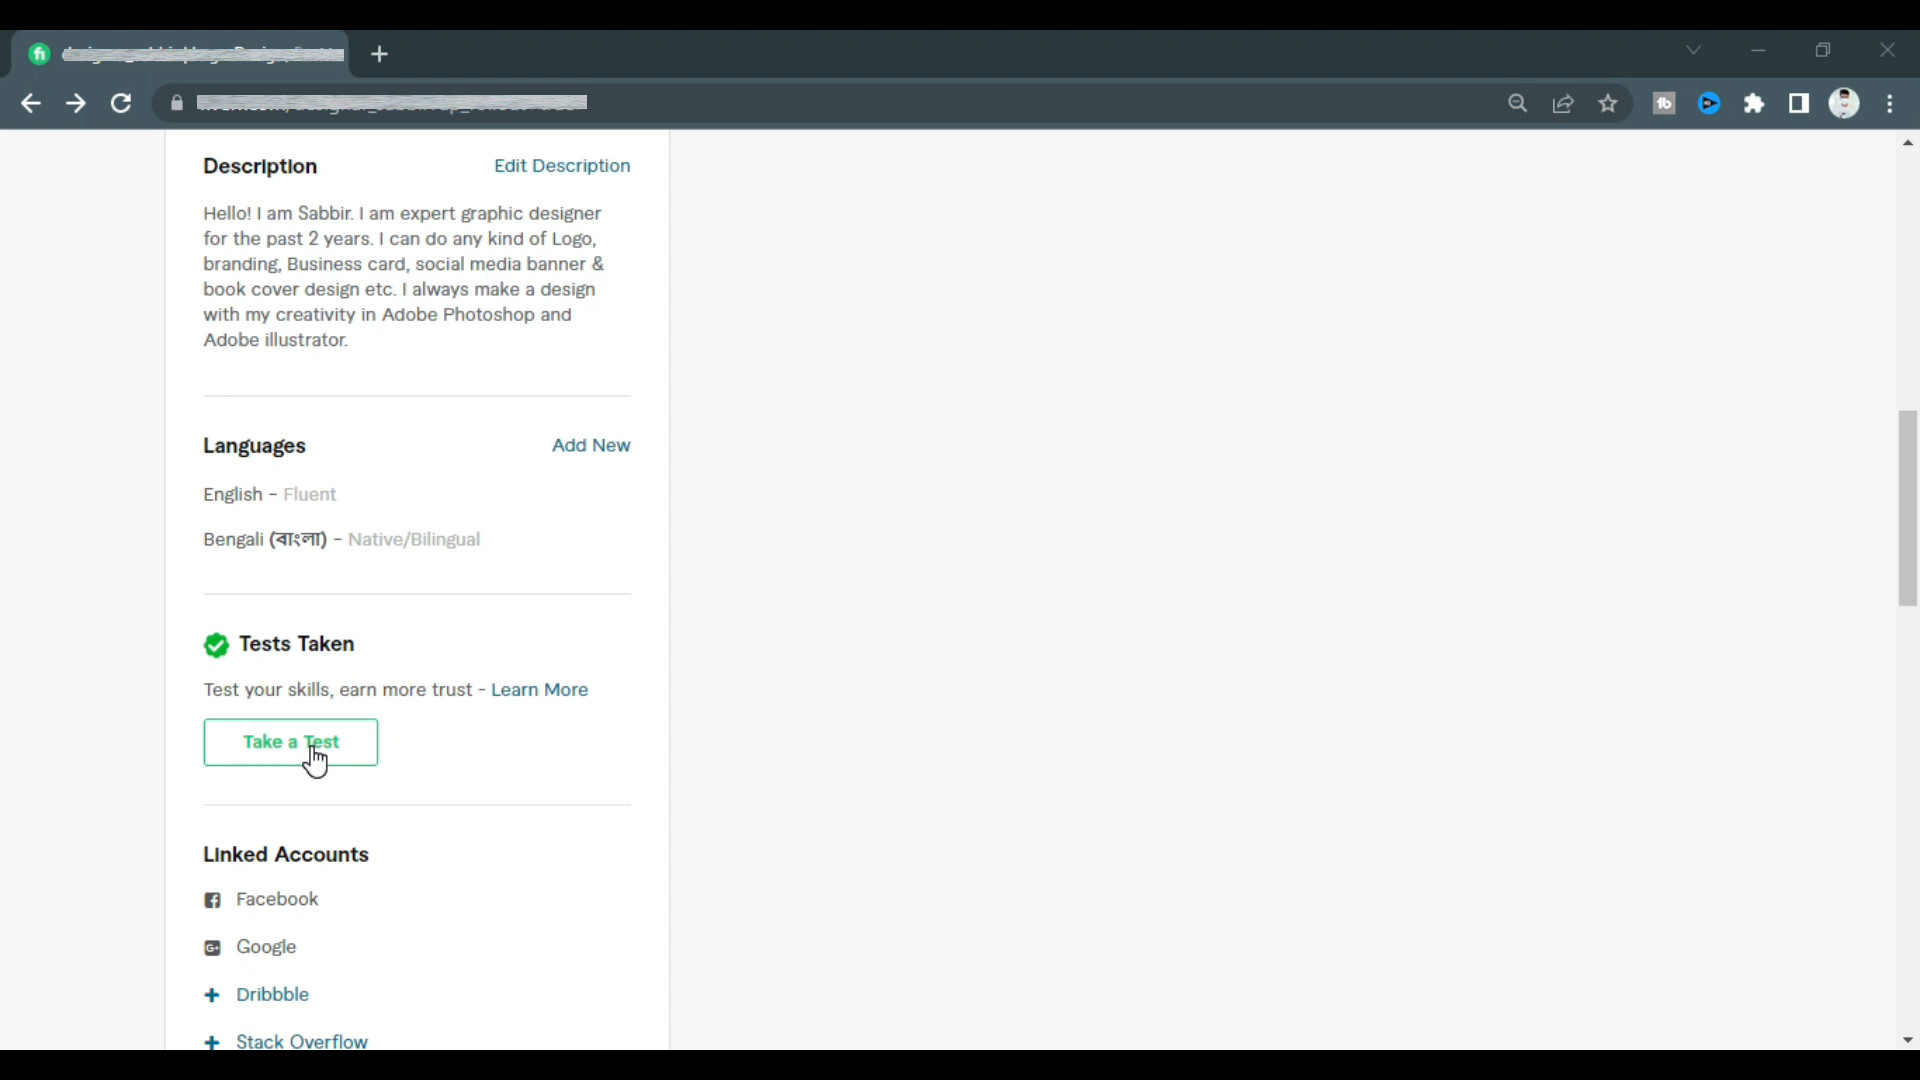 Description
Edit Description
Hello! I am Sabbir. I am expert graphic designer
for the past 2 years. I can do any kind of Logo,
branding, Business card, social media banner &
book cover design etc. I always make a design
with my creativity in Adobe Photoshop and
Adobe illustrator.
Languages
Add New
English - Fluent
Bengali (বাংলা) - Native/Bilingual
Tests Taken
Test your skills, earn more trust - Learn More
Take a Test
Linked Accounts
Facebook
G+ Google
+ Dribbble
+ Stack Overflow